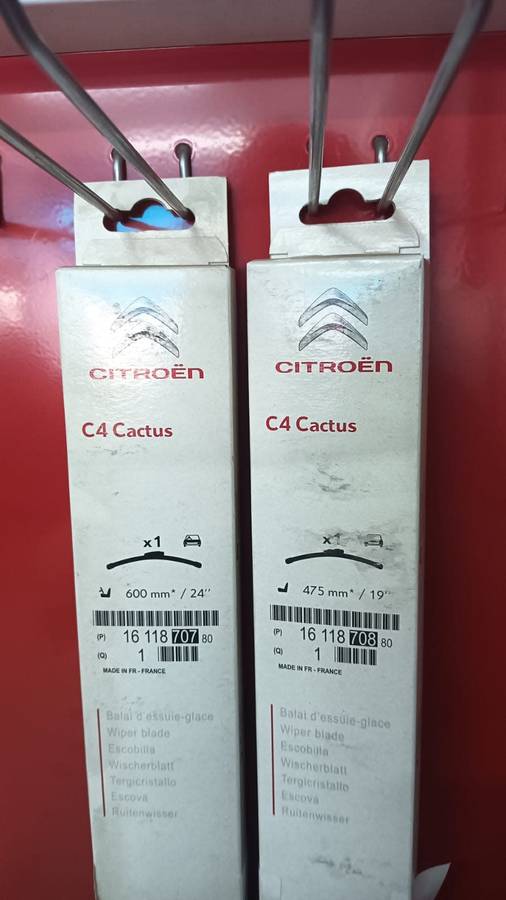 CITROËN
C4 Cactus
x1
600 mm* / 24''
(P) 16 118 707 80
(Q) 1
MADE IN FR - FRANCE
Balai d'essuie-glace
Wiper blade
Escobilla
Wischerblatt
Tergicristallo
Escova
Ruitenwisser
CITROËN
C4 Cactus
x1
475 mm* / 19''
(P) 16 118 708 80
(Q) 1
MADE IN FR - FRANCE
Balai d'essuie-glace
Wiper blade
Escobilla
Wischerblatt
Tergicristallo
Escova
Ruitenwisser